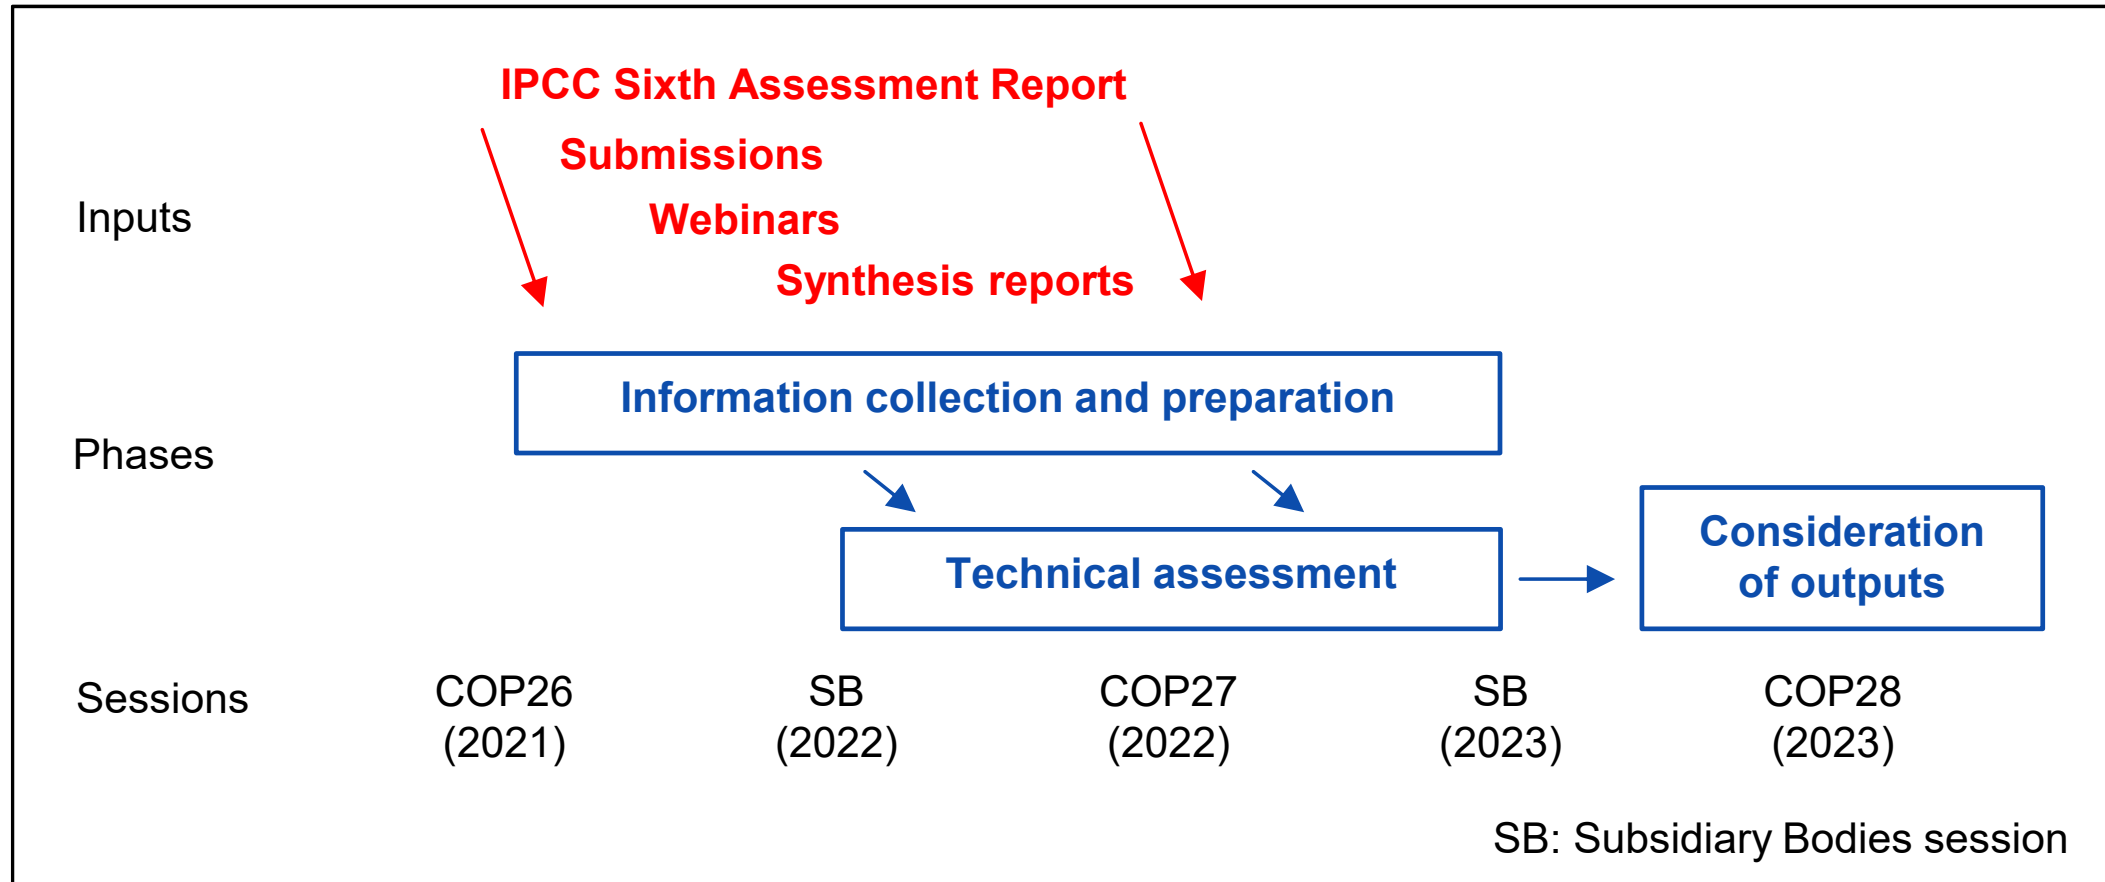 IPCC Sixth Assessment Report
Submissions
Webinars
Synthesis reports
Inputs
Information collection and preparation
Phases
Technical assessment
Consideration
of outputs
Sessions
COP26
(2021)
SB
(2022)
COP27
(2022)
SB
(2023)
COP28
(2023)
SB: Subsidiary Bodies session